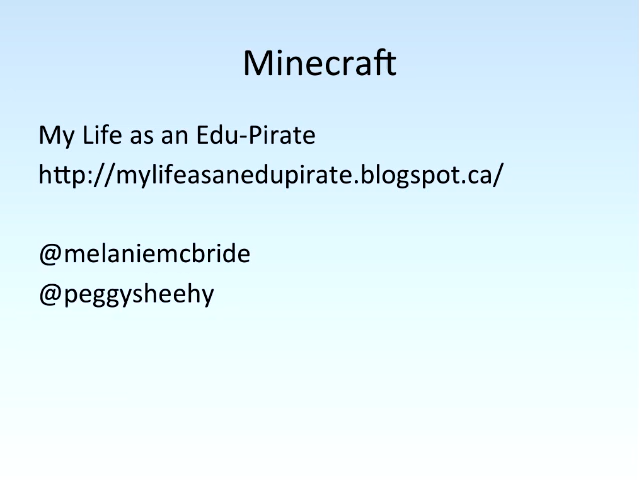 Minecraft
My Life as an Edu-Pirate
http://mylifeasanedupirate.blogspot.ca/
@melaniemcbride
@peggysheehy